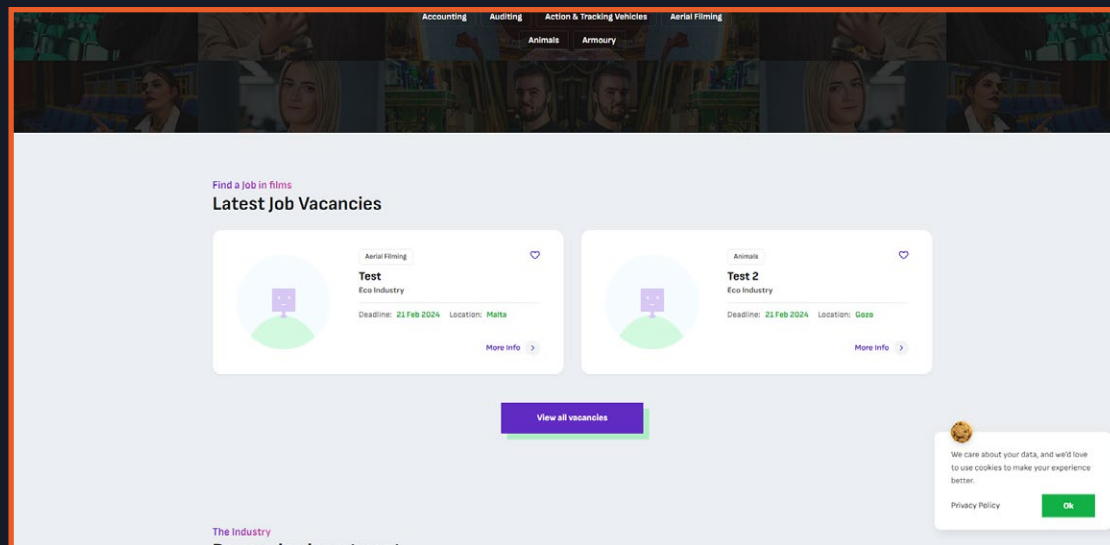 Accounting Auditing Action & Tracking Vehicles Aerial Filming
Animals Armoury
Find a Job in films
Latest Job Vacancies
Aerial Filming
Test
Eco Industry
Deadline: 21 Feb 2024 Location: Malta
More Info
Animals
Test 2
Eco Industry
Deadline: 21 Feb 2024 Location: Gozo
More Info
View all vacancies
We care about your data, and we'd love
to use cookies to make your experience
better.
Privacy Policy Ok
The Industry